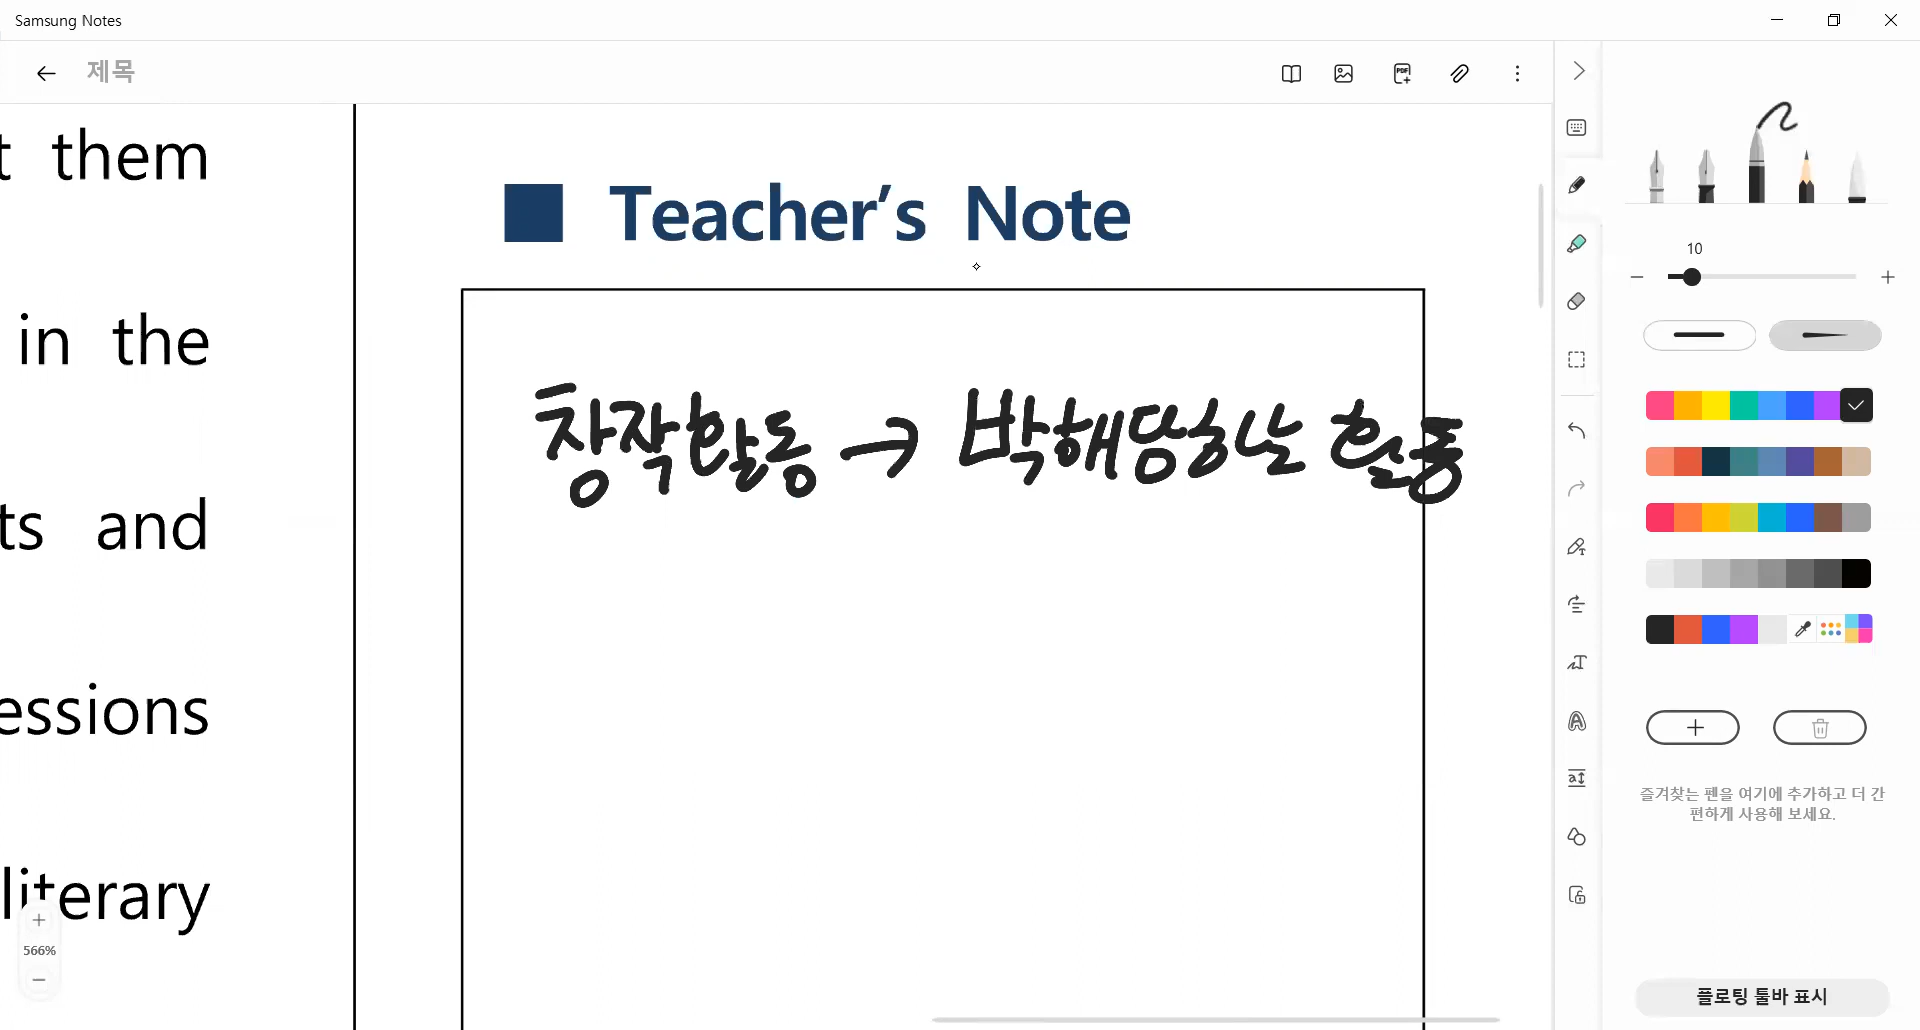 Samsung Notes
제목
t them
in the
ts and
essions
literary
566%
■ Teacher's Note
창작활동 → 박해당하는 활동
10
즐겨찾는 펜을 여기에 추가하고 더 간
편하게 사용해 보세요.
플로팅 툴바 표시